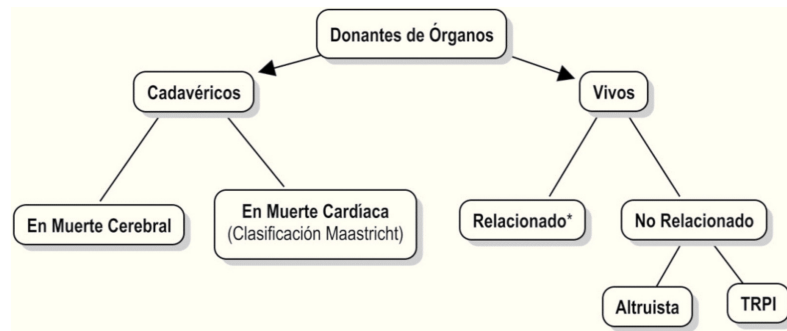 Donantes de Órganos
Cadavéricos
Vivos
En Muerte Cerebral
En Muerte Cardíaca
(Clasificación Maastricht)
Relacionado*
No Relacionado
Altruista
TRPI